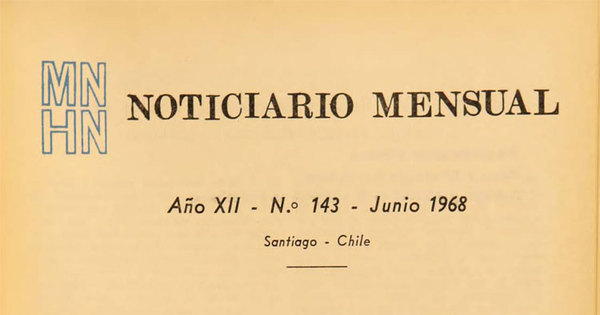 MN
HN
NOTICIARIO MENSUAL
Año XII - N.º 143 - Junio 1968
Santiago - Chile